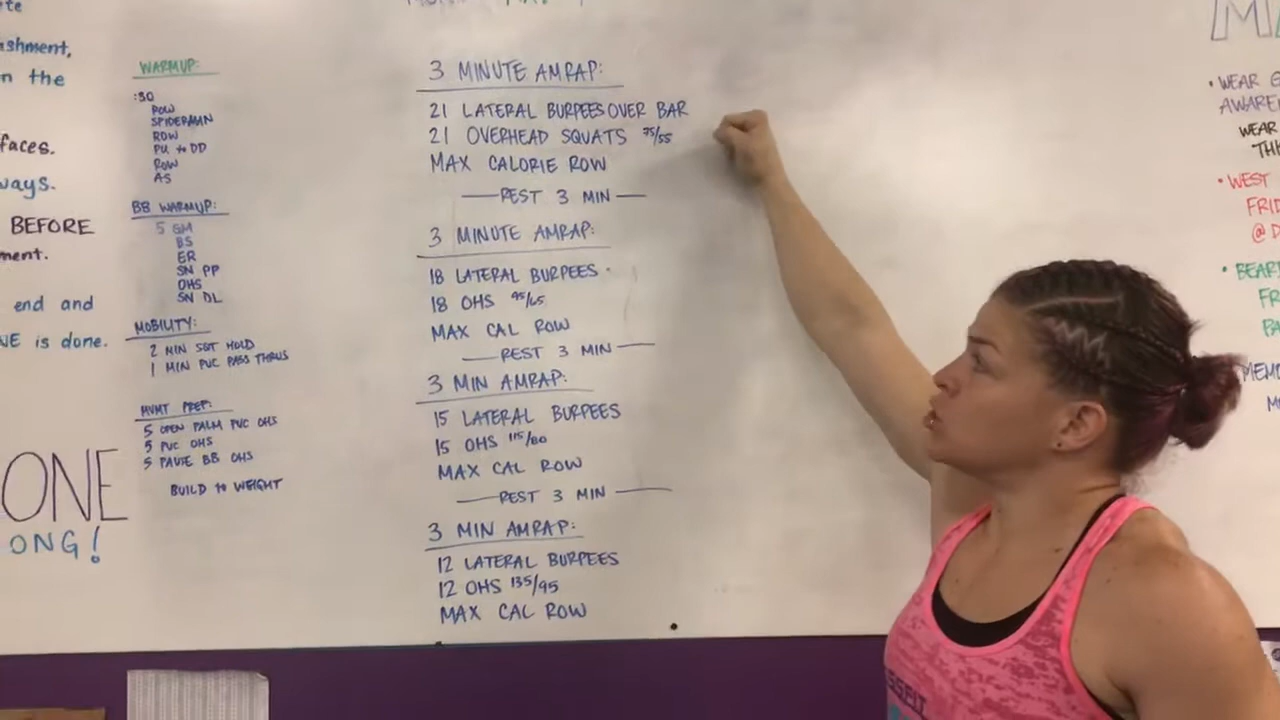 ashment,
n the
faces.
ways.
BEFORE
ment.
end and
NE is done.
ONE
ONG!
WARMUP:
:30
ROW
SPIDERMAN
ROW
PU to DD
ROW
AS
BB WARMUP:
5 GM
BS
ER
SN PP
OHS
SN DL
MOBILITY:
2 MIN SQT HOLD
1 MIN PVC PASS THRUS
MVMT PREP:
5 OPEN PALM PVC OHS
5 PVC OHS
5 PAUSE BB OHS
BUILD to WEIGHT
3 MINUTE AMRAP:
21 LATERAL BURPEES OVER BAR
21 OVERHEAD SQUATS 75/55
MAX CALORIE ROW
—REST 3 MIN—
3 MINUTE AMRAP:
18 LATERAL BURPEES
18 OHS 95/65
MAX CAL ROW
—REST 3 MIN—
3 MIN AMRAP:
15 LATERAL BURPEES
15 OHS 115/80
MAX CAL ROW
—REST 3 MIN—
3 MIN AMRAP:
12 LATERAL BURPEES
12 OHS 135/95
MAX CAL ROW
• WEAR
AWARE
WEAR
• WEST
FRID
@ D
• BEAR
FR